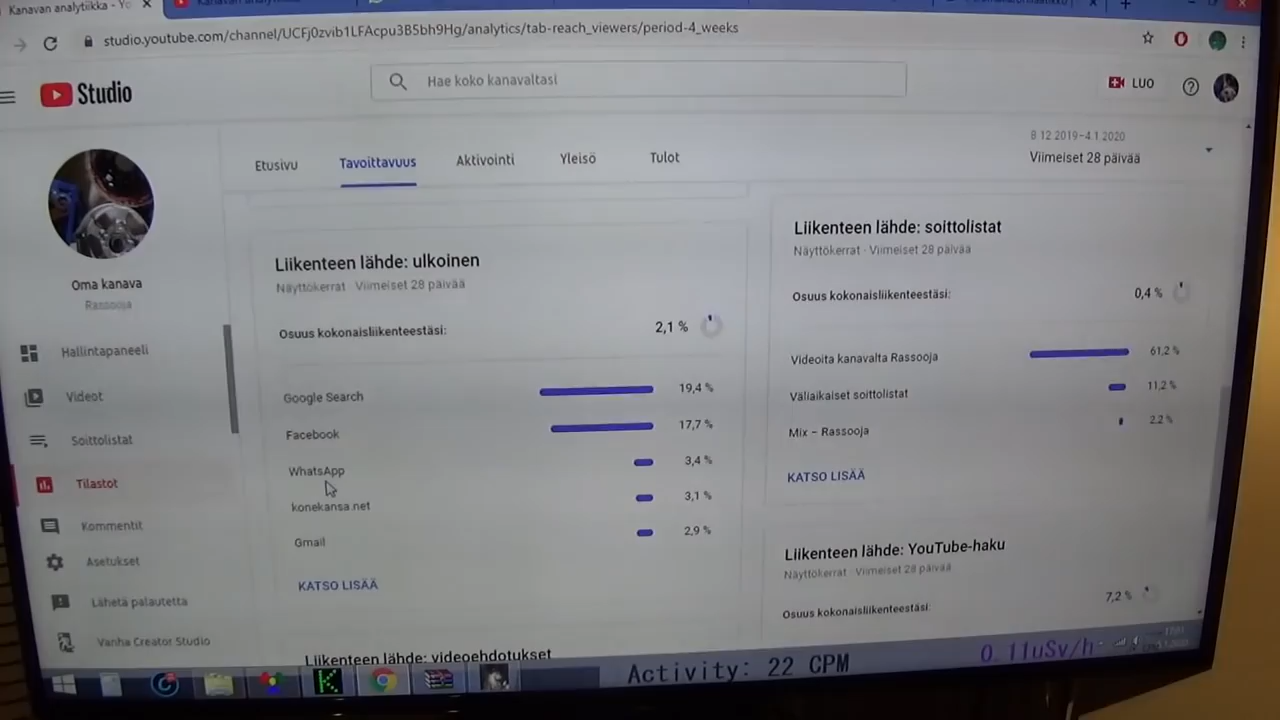 Kanavan analytiikka - Yo
studio.youtube.com/channel/UCFj0zvib1LFAcpu3B5bh9Hg/analytics/tab-reach_viewers/period-4_weeks
Studio
Hae koko kanavaltasi
LUO
Oma kanava
Rassooja
Hallintapaneeli
Videot
Soittolistat
Tilastot
Kommentit
Asetukset
Lähetä palautetta
Vanha Creator Studio
Etusivu
Tavoittavuus
Aktivointi
Yleisö
Tulot
8 12 2019–4 1 2020
Viimeiset 28 päivää
Liikenteen lähde: ulkoinen
Näyttökerrat · Viimeiset 28 päivää
Osuus kokonaisliikenteestäsi: 2,1 %
Google Search 19,4 %
Facebook 17,7 %
WhatsApp 3,4 %
konekansa.net 3,1 %
Gmail 2,9 %
KATSO LISÄÄ
Liikenteen lähde: videoehdotukset
Liikenteen lähde: soittolistat
Näyttökerrat · Viimeiset 28 päivää
Osuus kokonaisliikenteestäsi: 0,4 %
Videoita kanavalta Rassooja 61,2 %
Väliaikaiset soittolistat 11,2 %
Mix – Rassooja 2,2 %
KATSO LISÄÄ
Liikenteen lähde: YouTube-haku
Näyttökerrat · Viimeiset 28 päivää
Osuus kokonaisliikenteestäsi: 7,2 %
Activity: 22 CPM
0.11uSv/h